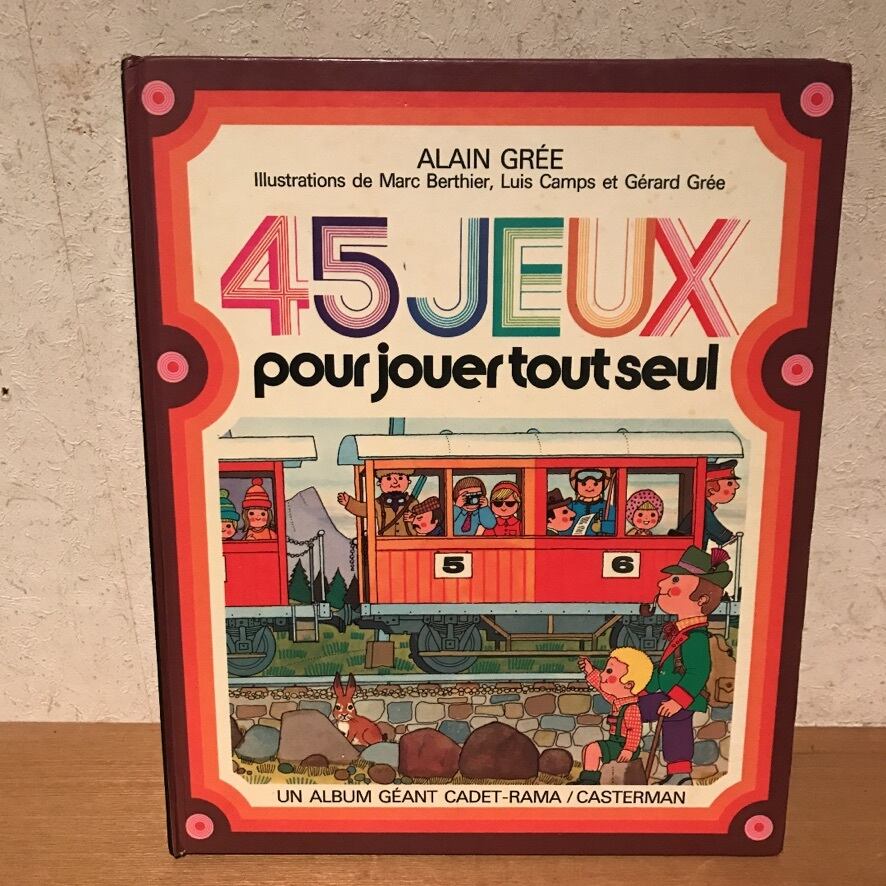 ALAIN GRÉE
Illustrations de Marc Berthier, Luis Camps et Gérard Grée
45 JEUX
pour jouer tout seul
5
6
UN ALBUM GÉANT CADET-RAMA / CASTERMAN